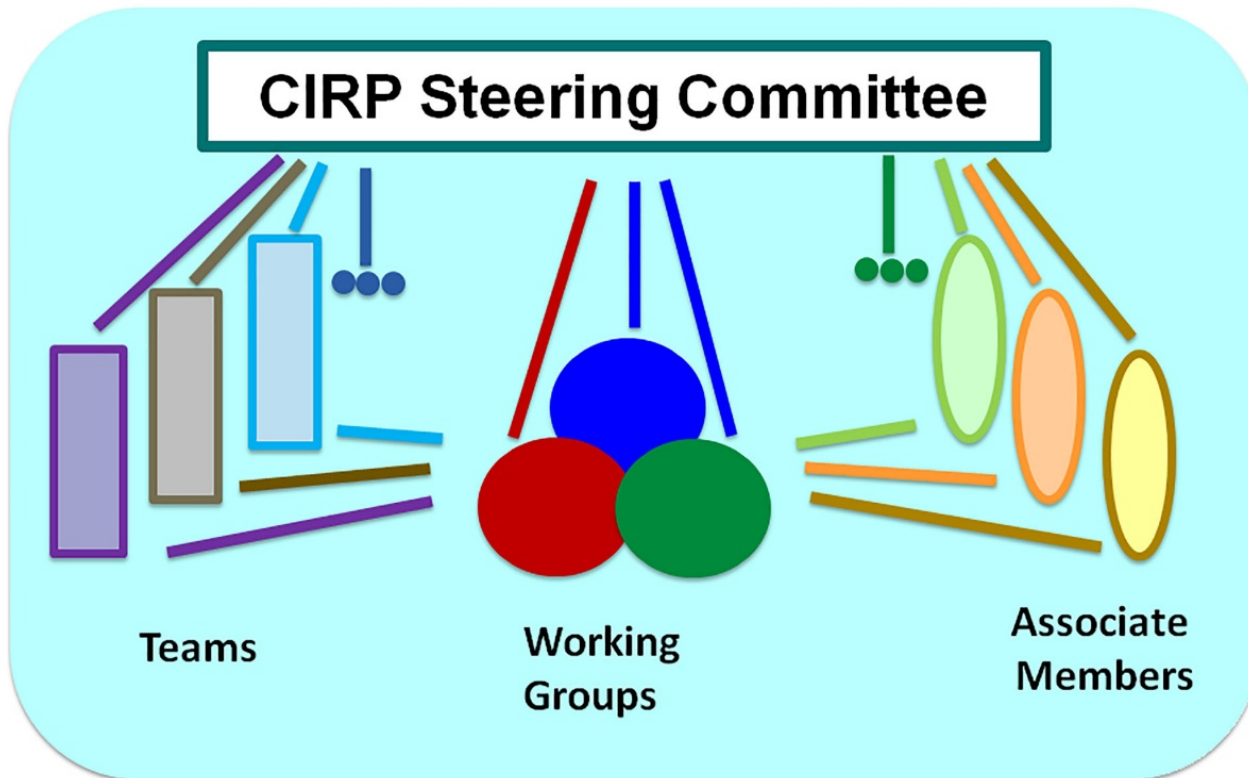 CIRP Steering Committee
Teams
Working
Groups
Associate
Members